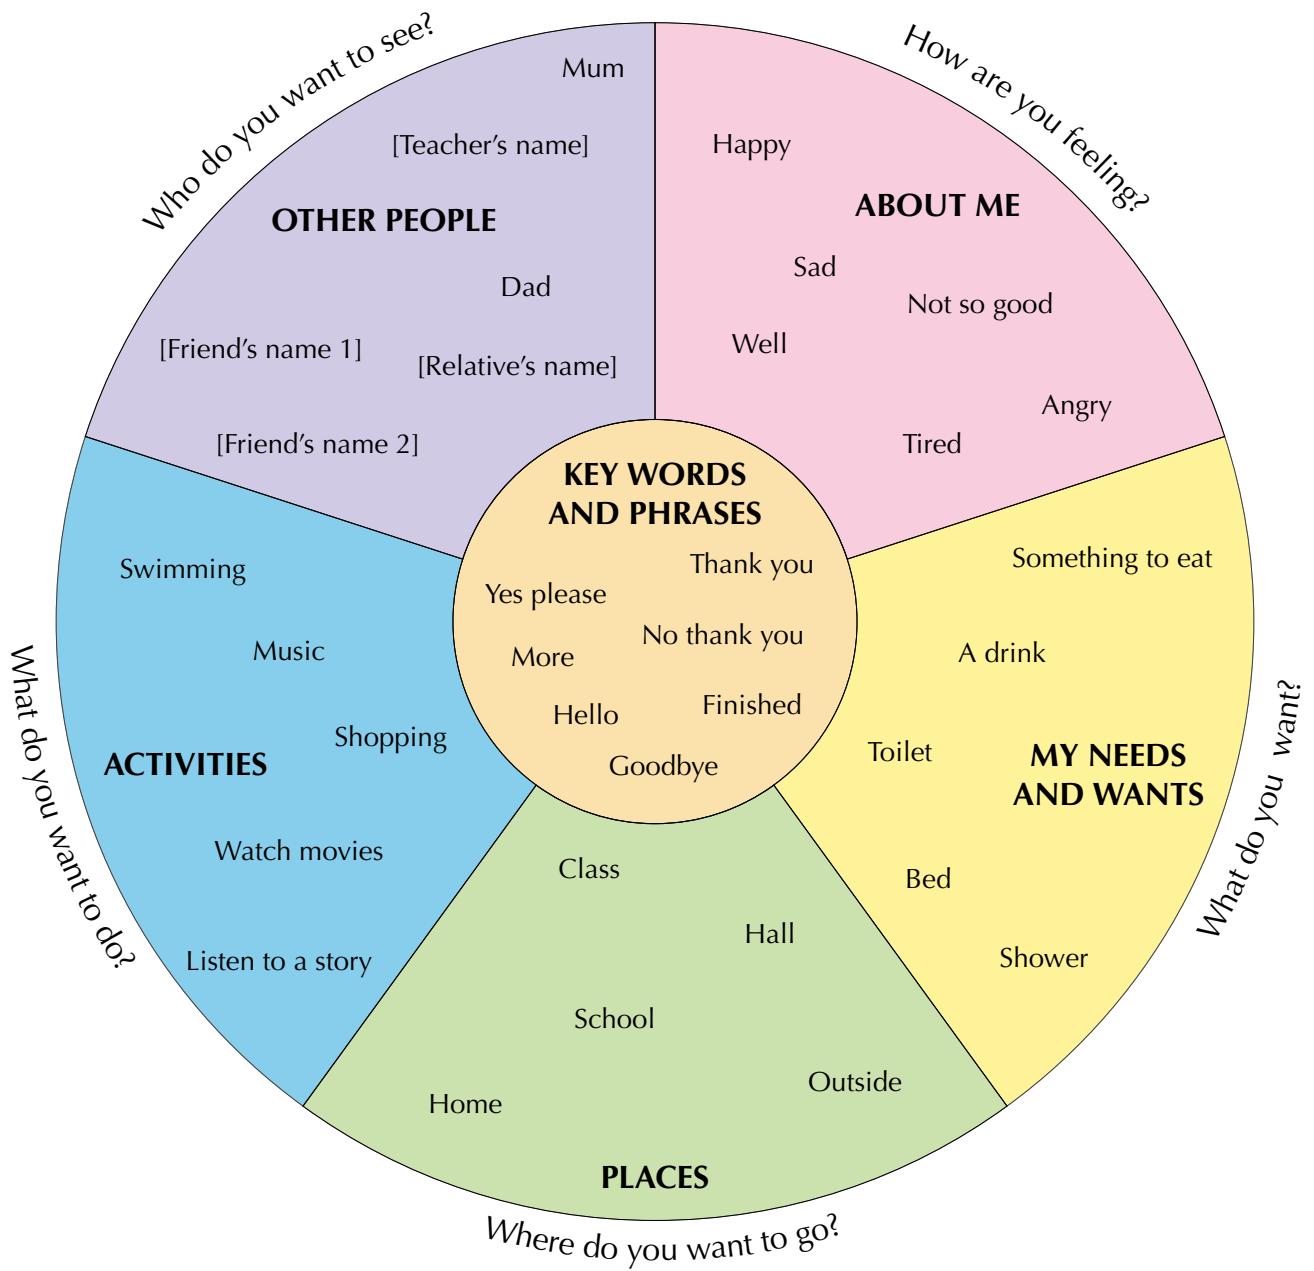 Who do you want to see?
Mum
[Teacher’s name]
OTHER PEOPLE
Dad
[Friend’s name 1]
[Relative’s name]
[Friend’s name 2]
How are you feeling?
Happy
ABOUT ME
Sad
Not so good
Well
Angry
Tired
KEY WORDS
AND PHRASES
Thank you
Yes please
No thank you
More
Finished
Hello
Goodbye
What do you want?
Something to eat
A drink
Toilet
MY NEEDS
AND WANTS
Bed
Shower
What do you want to do?
Swimming
Music
Shopping
ACTIVITIES
Watch movies
Listen to a story
Class
Hall
School
Outside
Home
PLACES
Where do you want to go?